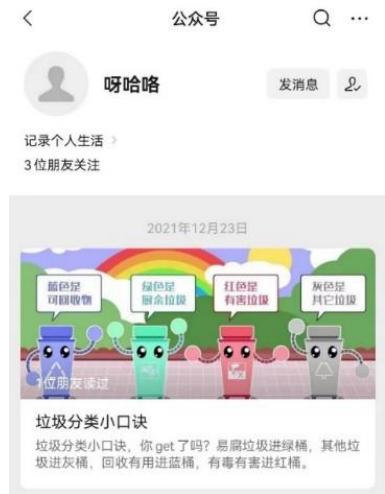 公众号
呀哈咯
发消息
记录个人生活
3位朋友关注
2021年12月23日
蓝色是
可回收物
绿色是
厨余垃圾
红色是
有害垃圾
灰色是
其它垃圾
1位朋友读过
垃圾分类小口诀
垃圾分类小口诀，你 get 了吗？易腐垃圾进绿桶，其他垃
圾进灰桶，回收有用进蓝桶，有毒有害进红桶。